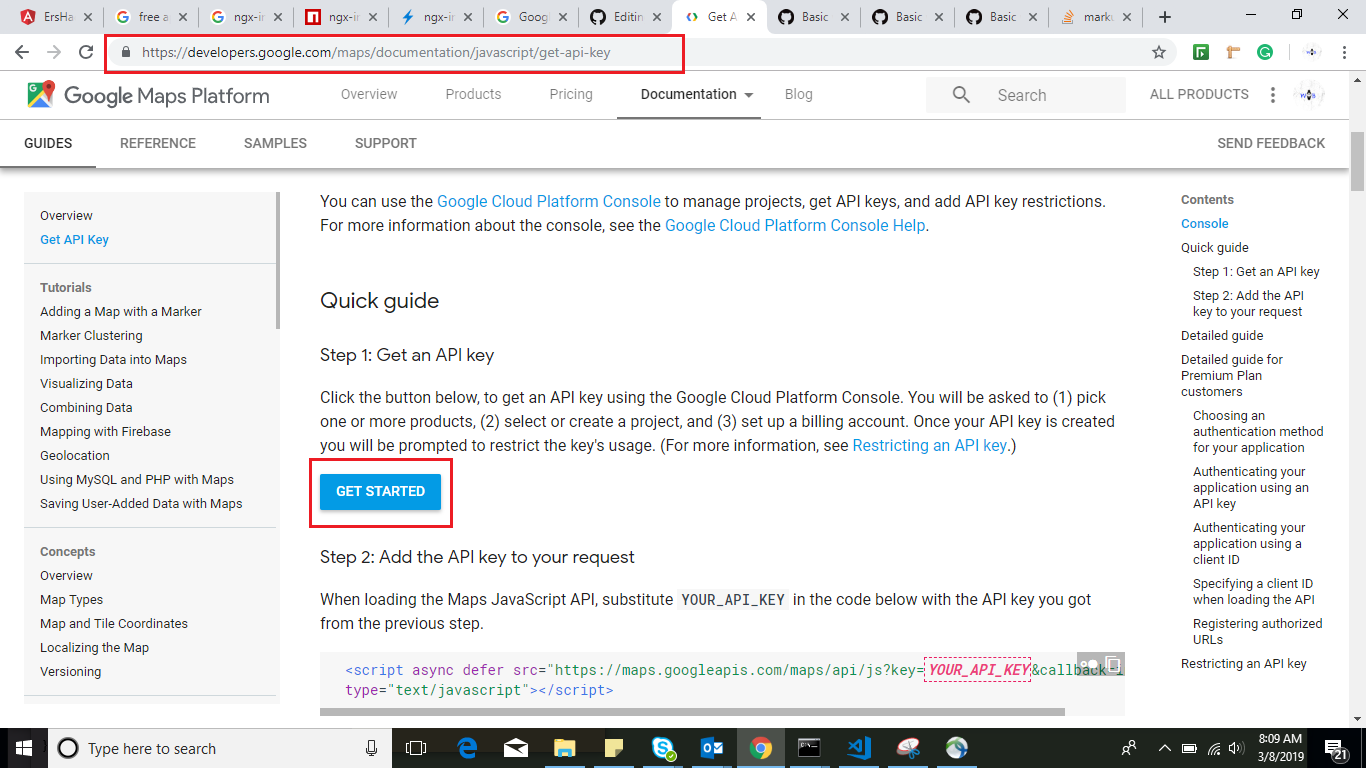 ErsHa
free a
ngx-i
ngx-i
ngx-i
Goog
Editin
Get A
Basic
Basic
Basic
marku
https://developers.google.com/maps/documentation/javascript/get-api-key
Google Maps Platform
Overview
Products
Pricing
Documentation
Blog
Search
ALL PRODUCTS
GUIDES
REFERENCE
SAMPLES
SUPPORT
SEND FEEDBACK
Overview
Get API Key
Tutorials
Adding a Map with a Marker
Marker Clustering
Importing Data into Maps
Visualizing Data
Combining Data
Mapping with Firebase
Geolocation
Using MySQL and PHP with Maps
Saving User-Added Data with Maps
Concepts
Overview
Map Types
Map and Tile Coordinates
Localizing the Map
Versioning
You can use the Google Cloud Platform Console to manage projects, get API keys, and add API key restrictions.
For more information about the console, see the Google Cloud Platform Console Help.
Quick guide
Step 1: Get an API key
Click the button below, to get an API key using the Google Cloud Platform Console. You will be asked to (1) pick
one or more products, (2) select or create a project, and (3) set up a billing account. Once your API key is created
you will be prompted to restrict the key's usage. (For more information, see Restricting an API key.)
GET STARTED
Step 2: Add the API key to your request
When loading the Maps JavaScript API, substitute YOUR_API_KEY in the code below with the API key you got
from the previous step.
<script async defer src="https://maps.googleapis.com/maps/api/js?key=YOUR_API_KEY&callback=i
type="text/javascript"></script>
Contents
Console
Quick guide
Step 1: Get an API key
Step 2: Add the API
key to your request
Detailed guide
Detailed guide for
Premium Plan
customers
Choosing an
authentication method
for your application
Authenticating your
application using an
API key
Authenticating your
application using a
client ID
Specifying a client ID
when loading the API
Registering authorized
URLs
Restricting an API key
Type here to search
8:09 AM
3/8/2019
21